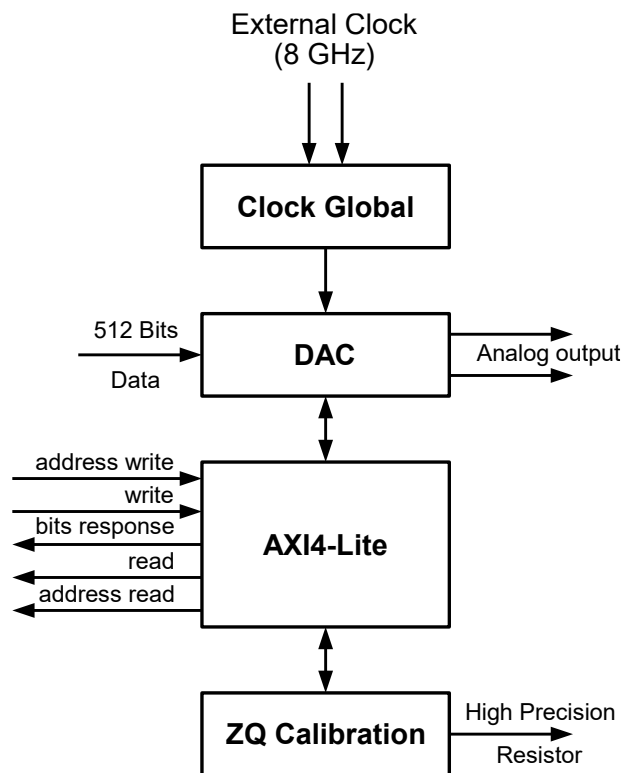 External Clock
(8 GHz)
Clock Global
512 Bits
Data
DAC
Analog output
address write
write
bits response
read
address read
AXI4-Lite
ZQ Calibration
High Precision
Resistor